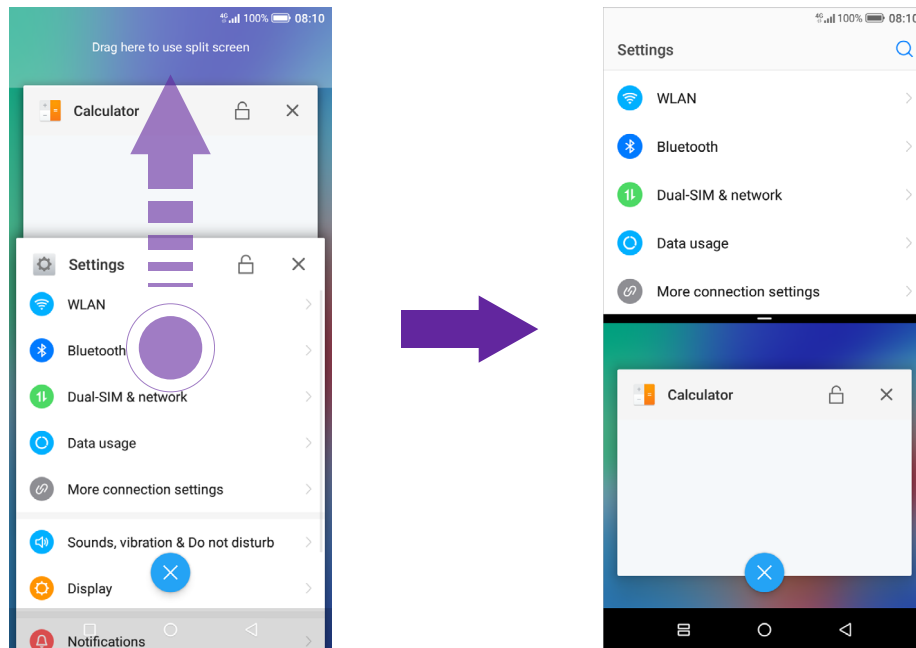 4G 100% 08:10
Drag here to use split screen
Calculator
Settings
WLAN
Bluetooth
Dual-SIM & network
Data usage
More connection settings
Sounds, vibration & Do not disturb
Display
Notifications
4G 100% 08:10
Settings
WLAN
Bluetooth
Dual-SIM & network
Data usage
More connection settings
Calculator